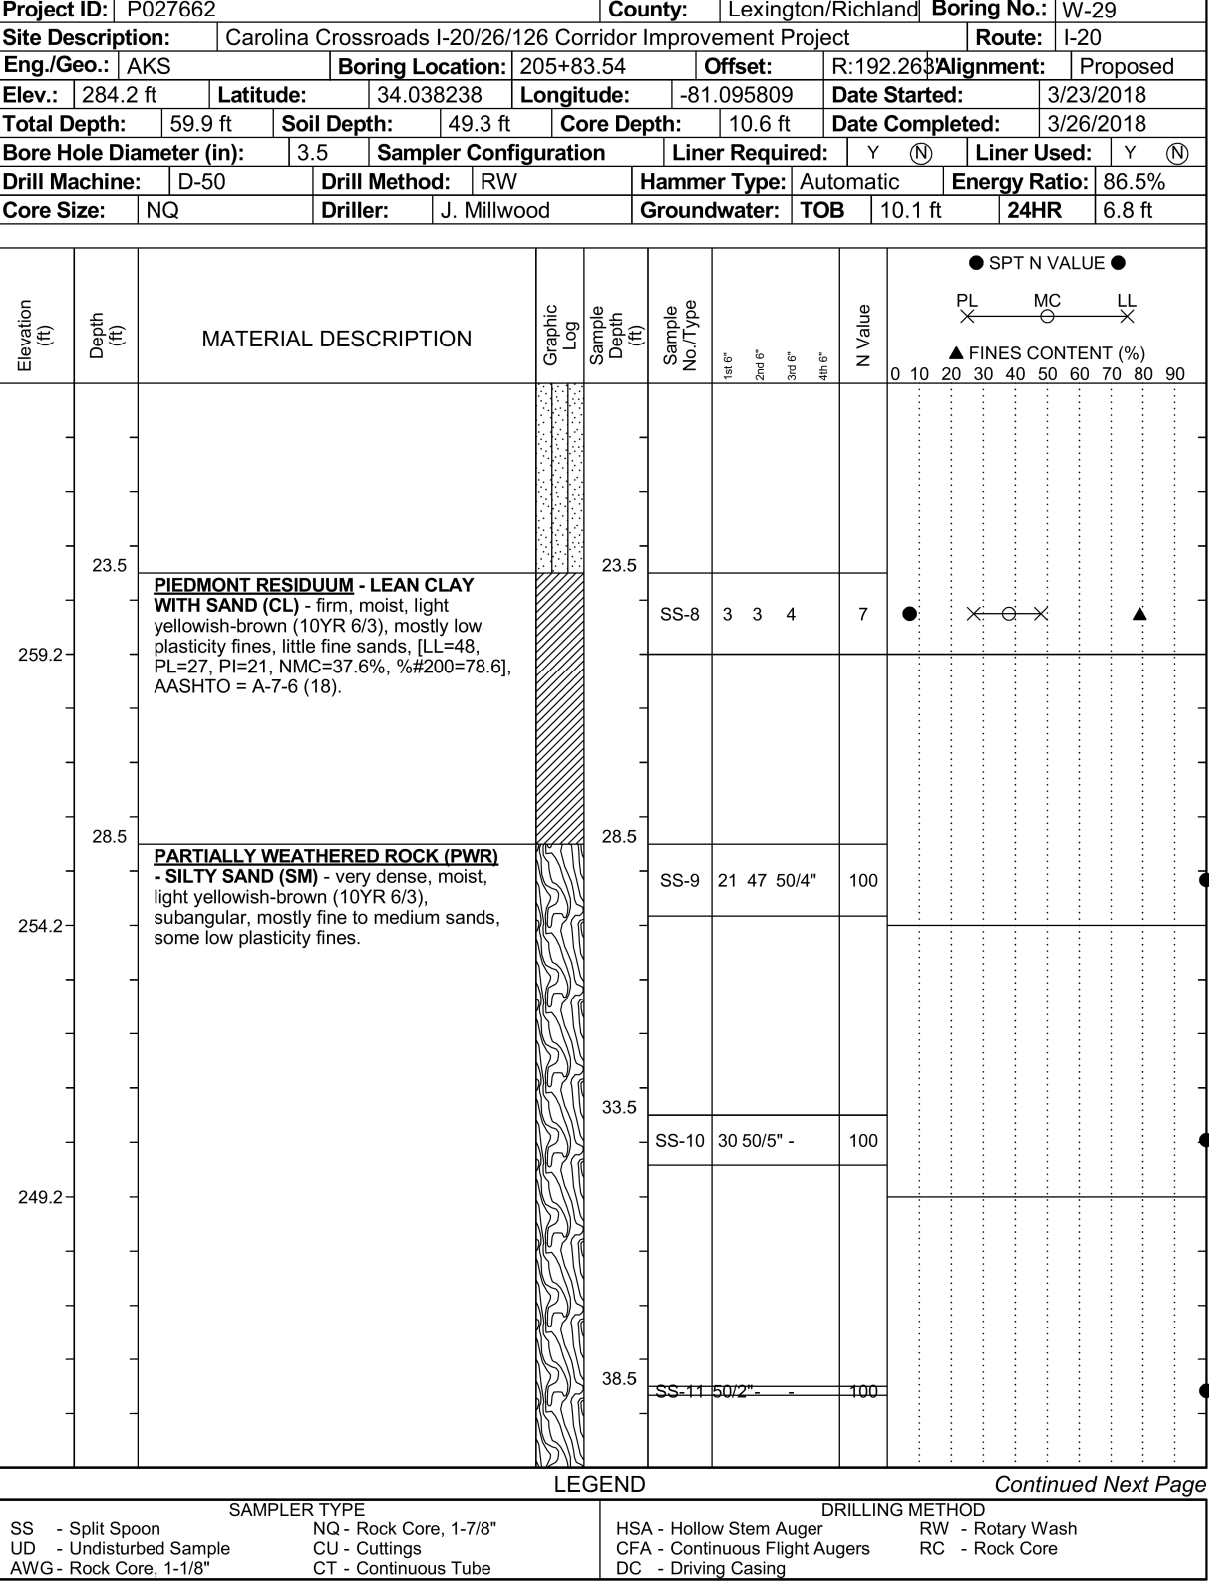 Project ID: P027662 County: Lexington/Richland Boring No.: W-29
Site Description: Carolina Crossroads I-20/26/126 Corridor Improvement Project Route: I-20
Eng./Geo.: AKS Boring Location: 205+83.54 Offset: R:192.263' Alignment: Proposed
Elev.: 284.2 ft Latitude: 34.038238 Longitude: -81.095809 Date Started: 3/23/2018
Total Depth: 59.9 ft Soil Depth: 49.3 ft Core Depth: 10.6 ft Date Completed: 3/26/2018
Bore Hole Diameter (in): 3.5 Sampler Configuration Liner Required: Y N Liner Used: Y N
Drill Machine: D-50 Drill Method: RW Hammer Type: Automatic Energy Ratio: 86.5%
Core Size: NQ Driller: J. Millwood Groundwater: TOB 10.1 ft 24HR 6.8 ft
Elevation (ft)
Depth (ft)
MATERIAL DESCRIPTION
Graphic Log
Sample Depth (ft)
Sample No./Type
1st 6"
2nd 6"
3rd 6"
4th 6"
N Value
● SPT N VALUE ●
PL MC LL
▲ FINES CONTENT (%)
0 10 20 30 40 50 60 70 80 90
23.5 23.5
PIEDMONT RESIDUUM - LEAN CLAY
WITH SAND (CL) - firm, moist, light
yellowish-brown (10YR 6/3), mostly low
plasticity fines, little fine sands, [LL=48,
PL=27, PI=21, NMC=37.6%, %#200=78.6],
AASHTO = A-7-6 (18).
SS-8 3 3 4 7
259.2
28.5 28.5
PARTIALLY WEATHERED ROCK (PWR)
- SILTY SAND (SM) - very dense, moist,
light yellowish-brown (10YR 6/3),
subangular, mostly fine to medium sands,
some low plasticity fines.
SS-9 21 47 50/4" 100
254.2
33.5
SS-10 30 50/5" - 100
249.2
38.5
SS-11 50/2" - - 100
LEGEND Continued Next Page
SAMPLER TYPE DRILLING METHOD
SS - Split Spoon NQ - Rock Core, 1-7/8" HSA - Hollow Stem Auger RW - Rotary Wash
UD - Undisturbed Sample CU - Cuttings CFA - Continuous Flight Augers RC - Rock Core
AWG - Rock Core, 1-1/8" CT - Continuous Tube DC - Driving Casing